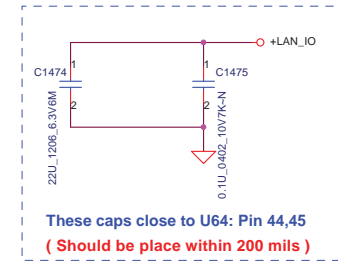 +LAN_IO
1
1
C1474
C1475
2
2
22U_1206_6.3V6M
0.1U_0402_10V7K~N
These caps close to U64: Pin 44,45
( Should be place within 200 mils )